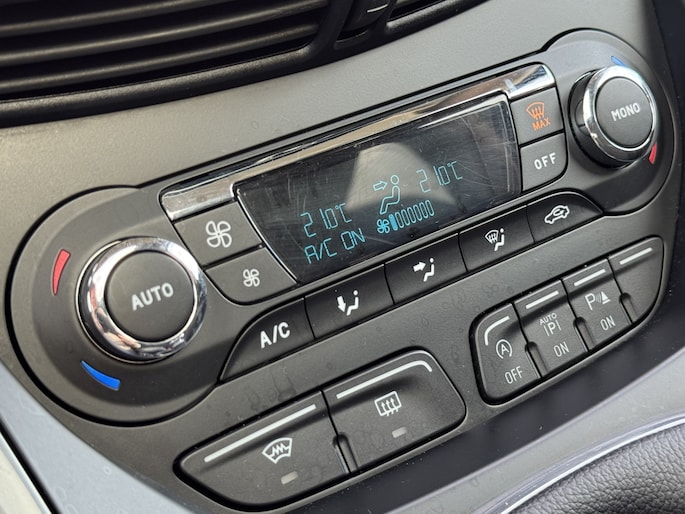 MAX
MONO
OFF
21.0°C 21.0°C
A/C ON
AUTO
A/C
A
OFF
AUTO
P
ON
P
ON